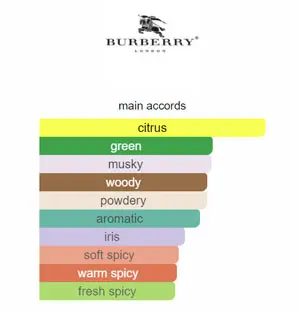 BURBERRY®
LONDON
main accords
citrus
green
musky
woody
powdery
aromatic
iris
soft spicy
warm spicy
fresh spicy